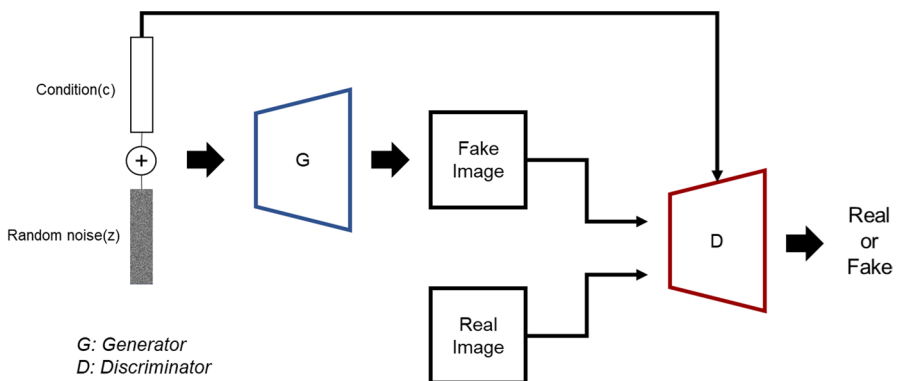 Condition(c)
+
Random noise(z)
G
Fake
Image
Real
Image
D
Real
or
Fake
G: Generator
D: Discriminator